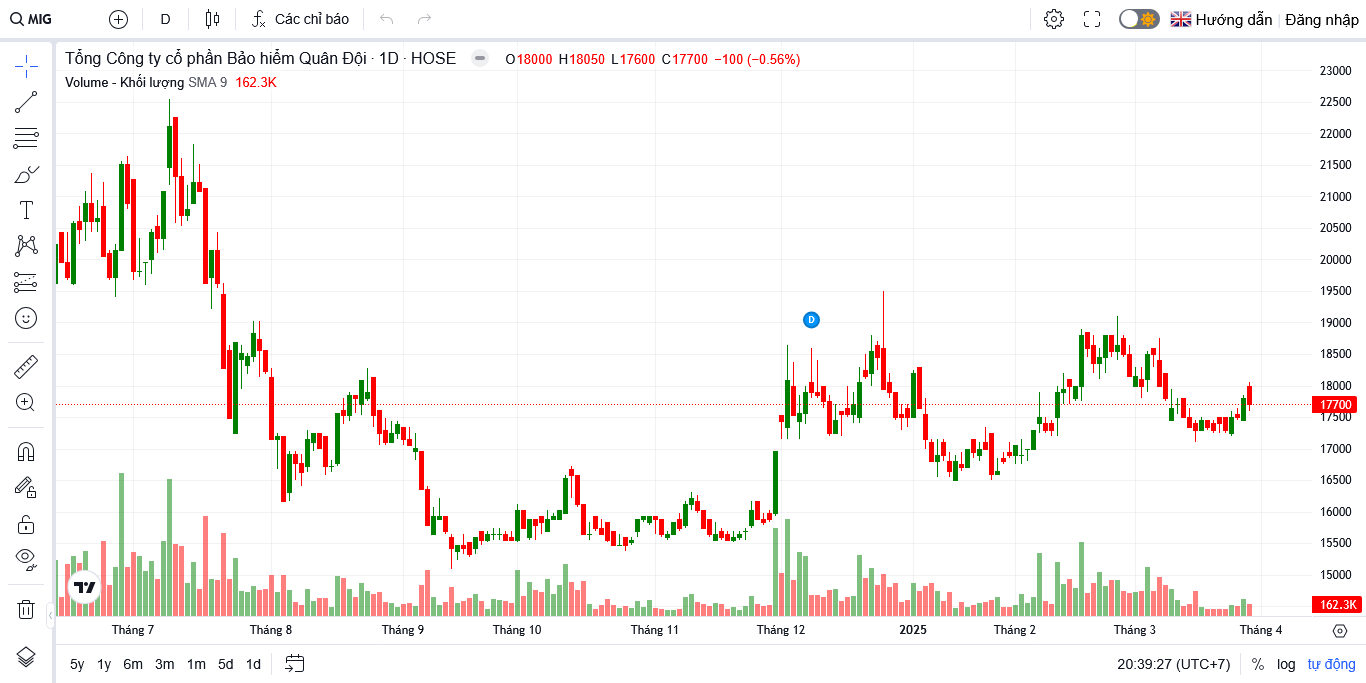 MIG D Các chỉ báo Hướng dẫn Đăng nhập
Tổng Công ty cổ phần Bảo hiểm Quân Đội · 1D · HOSE O18000 H18050 L17600 C17700 −100 (−0.56%)
Volume - Khối lượng SMA 9 162.3K
23000
22500
22000
21500
21000
20500
20000
19500
19000
18500
18000
17700
17500
17000
16500
16000
15500
15000
162.3K
D
Tháng 7 Tháng 8 Tháng 9 Tháng 10 Tháng 11 Tháng 12 2025 Tháng 2 Tháng 3 Tháng 4
5y 1y 6m 3m 1m 5d 1d 20:39:27 (UTC+7) % log tự động